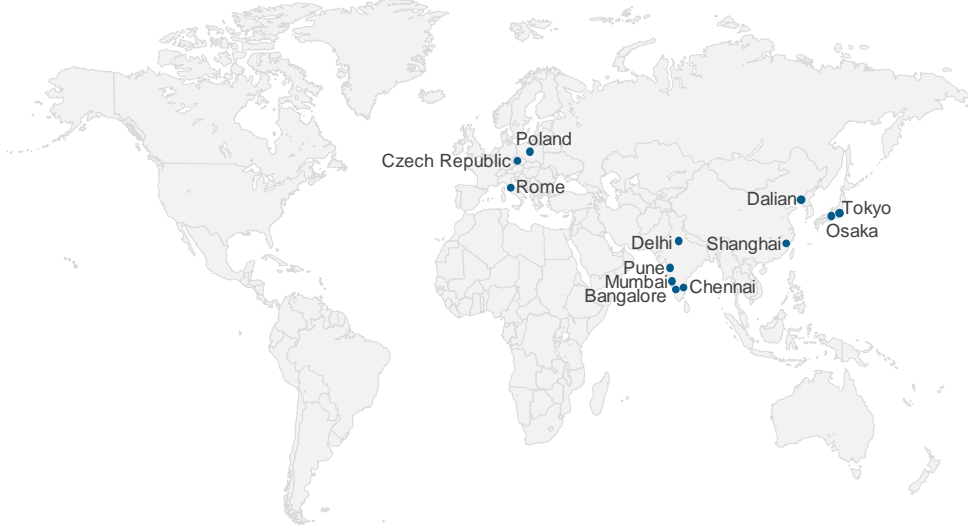 Poland
Czech Republic
Rome
Dalian
Tokyo
Osaka
Delhi
Shanghai
Pune
Mumbai
Chennai
Bangalore